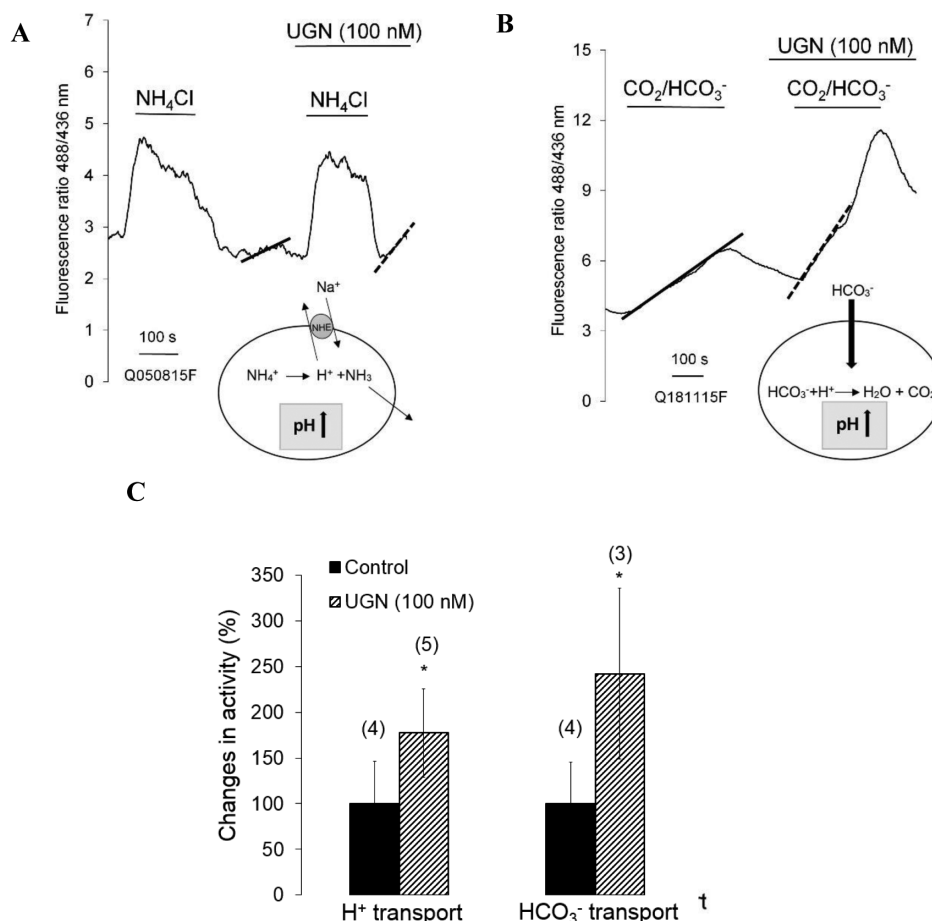 A
Fluorescence ratio 488/436 nm
7
6
5
4
3
2
1
0
UGN (100 nM)
NH₄Cl
NH₄Cl
100 s
Q050815F
Na⁺
NHE
NH₄⁺ → H⁺ +NH₃
pH
B
Fluorescence ratio 488/436 nm
15
12
9
6
3
0
UGN (100 nM)
CO₂/HCO₃⁻
CO₂/HCO₃⁻
100 s
Q181115F
HCO₃⁻
HCO₃⁻+H⁺ → H₂O + CO₂
pH
C
Changes in activity (%)
350
300
250
200
150
100
50
0
Control
UGN (100 nM)
(4)
(5)
*
(4)
(3)
*
H⁺ transport
HCO₃⁻ transport
t